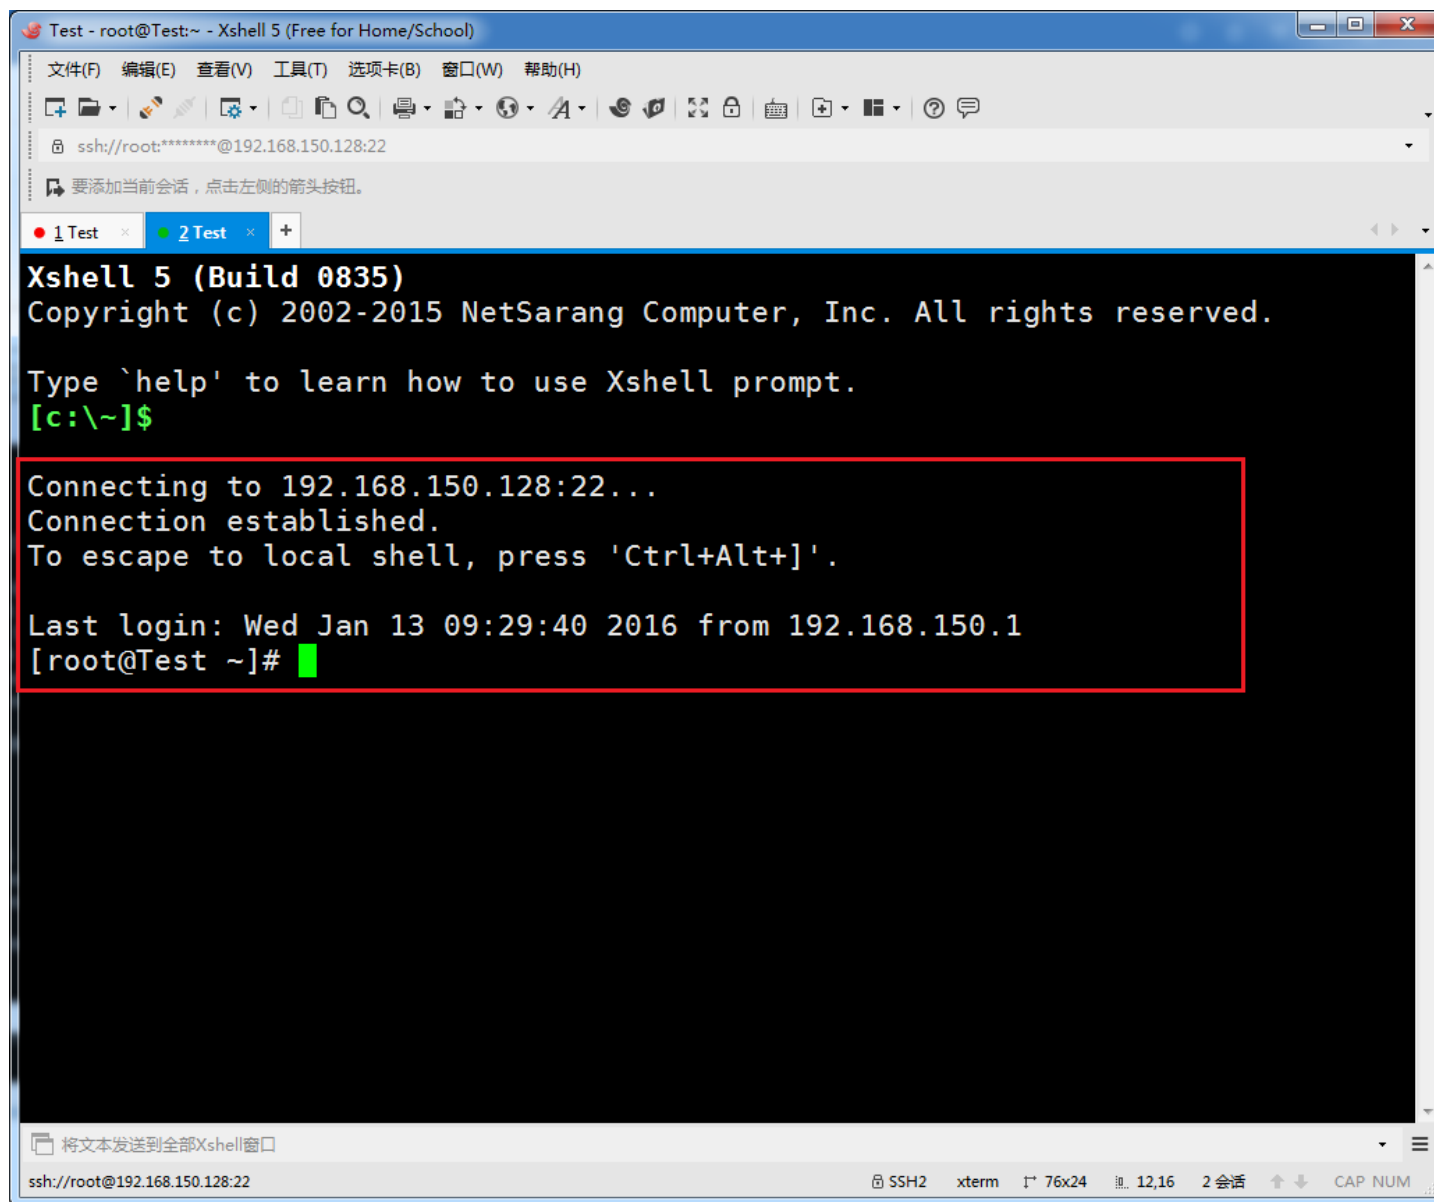 Test - root@Test:~ - Xshell 5 (Free for Home/School)
文件(F) 编辑(E) 查看(V) 工具(T) 选项卡(B) 窗口(W) 帮助(H)
ssh://root:********@192.168.150.128:22
要添加当前会话，点击左侧的箭头按钮。
1 Test × 2 Test × +
Xshell 5 (Build 0835)
Copyright (c) 2002-2015 NetSarang Computer, Inc. All rights reserved.
Type `help' to learn how to use Xshell prompt.
[c:\~]$
Connecting to 192.168.150.128:22...
Connection established.
To escape to local shell, press 'Ctrl+Alt+]'.
Last login: Wed Jan 13 09:29:40 2016 from 192.168.150.1
[root@Test ~]#
将文本发送到全部Xshell窗口
ssh://root@192.168.150.128:22 SSH2 xterm 76x24 12,16 2 会话 CAP NUM